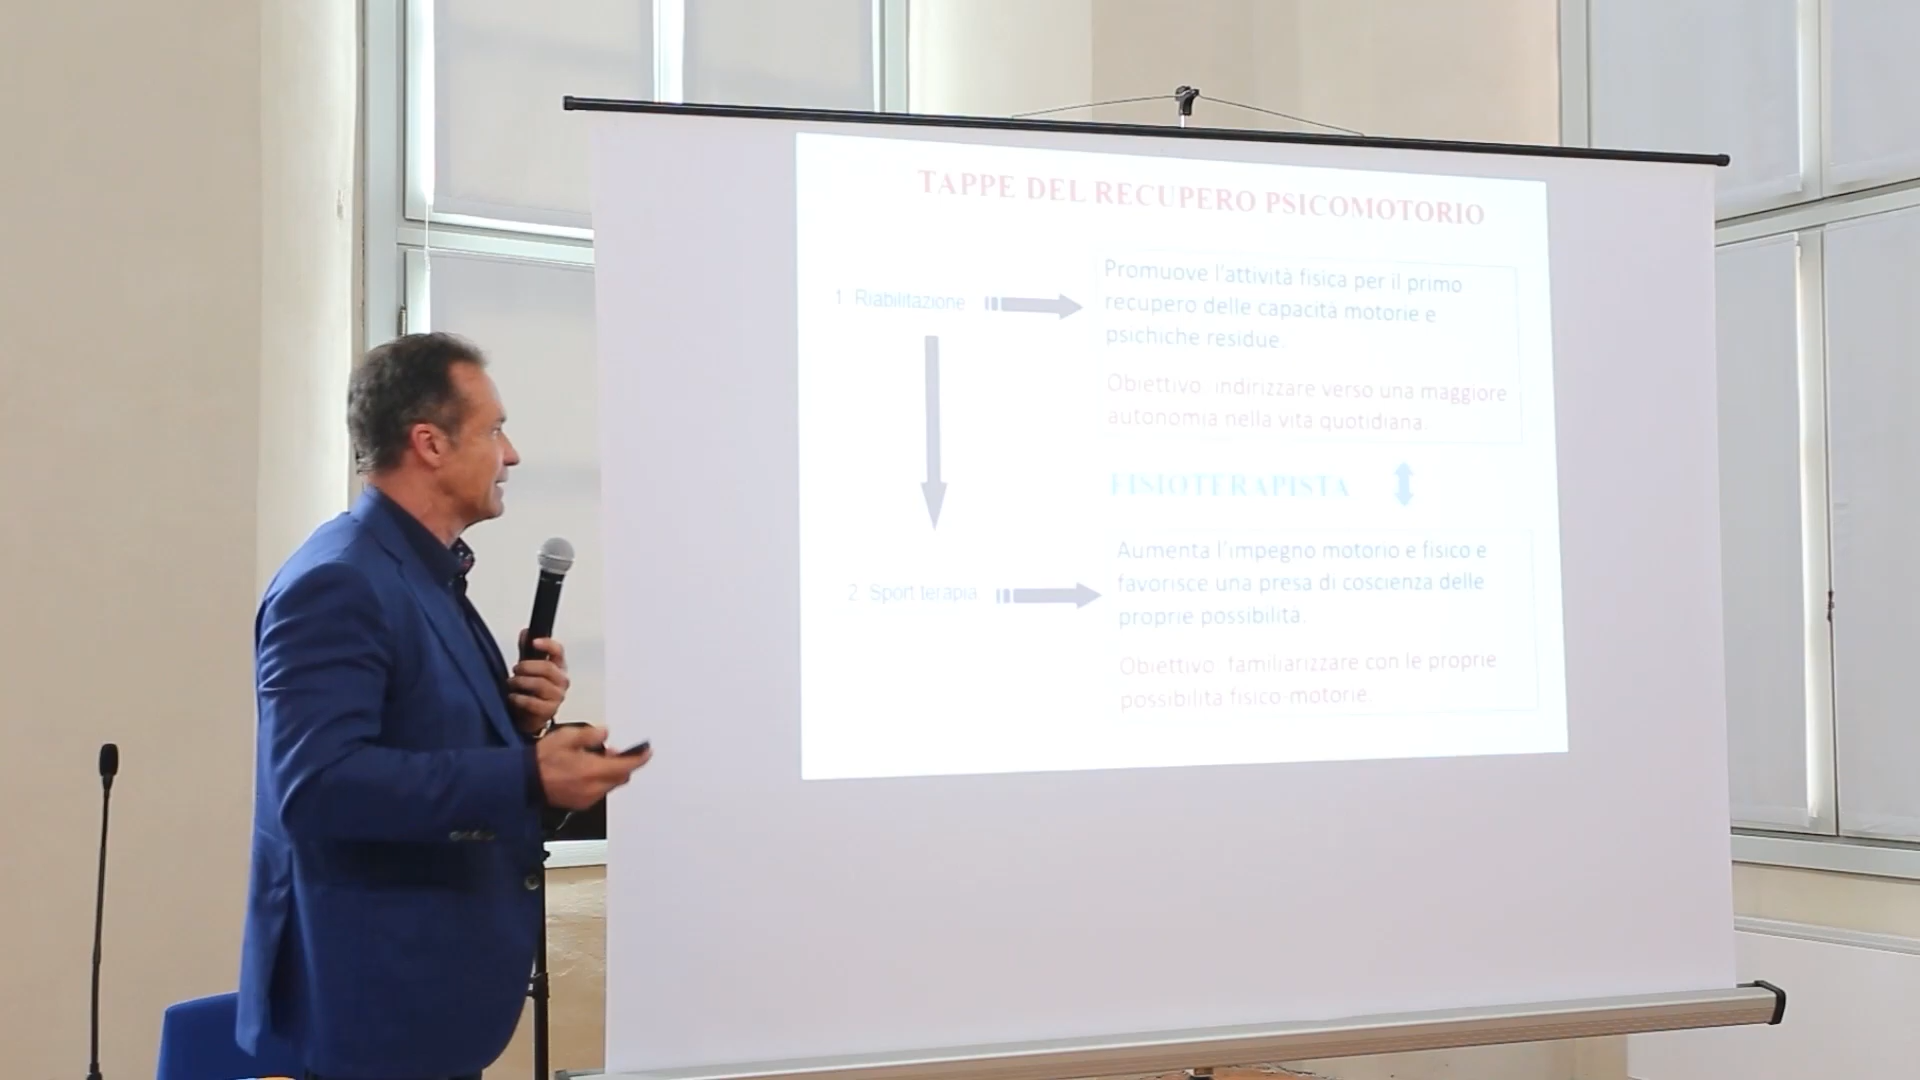 TAPPE DEL RECUPERO PSICOMOTORIO
1. Riabilitazione
Promuove l'attività fisica per il primo
recupero delle capacità motorie e
psichiche residue.
Obiettivo: indirizzare verso una maggiore
autonomia nella vita quotidiana.
FISIOTERAPISTA
2. Sport terapia
Aumenta l'impegno motorio e fisico e
favorisce una presa di coscienza delle
proprie possibilità.
Obiettivo: familiarizzare con le proprie
possibilità fisico-motorie.